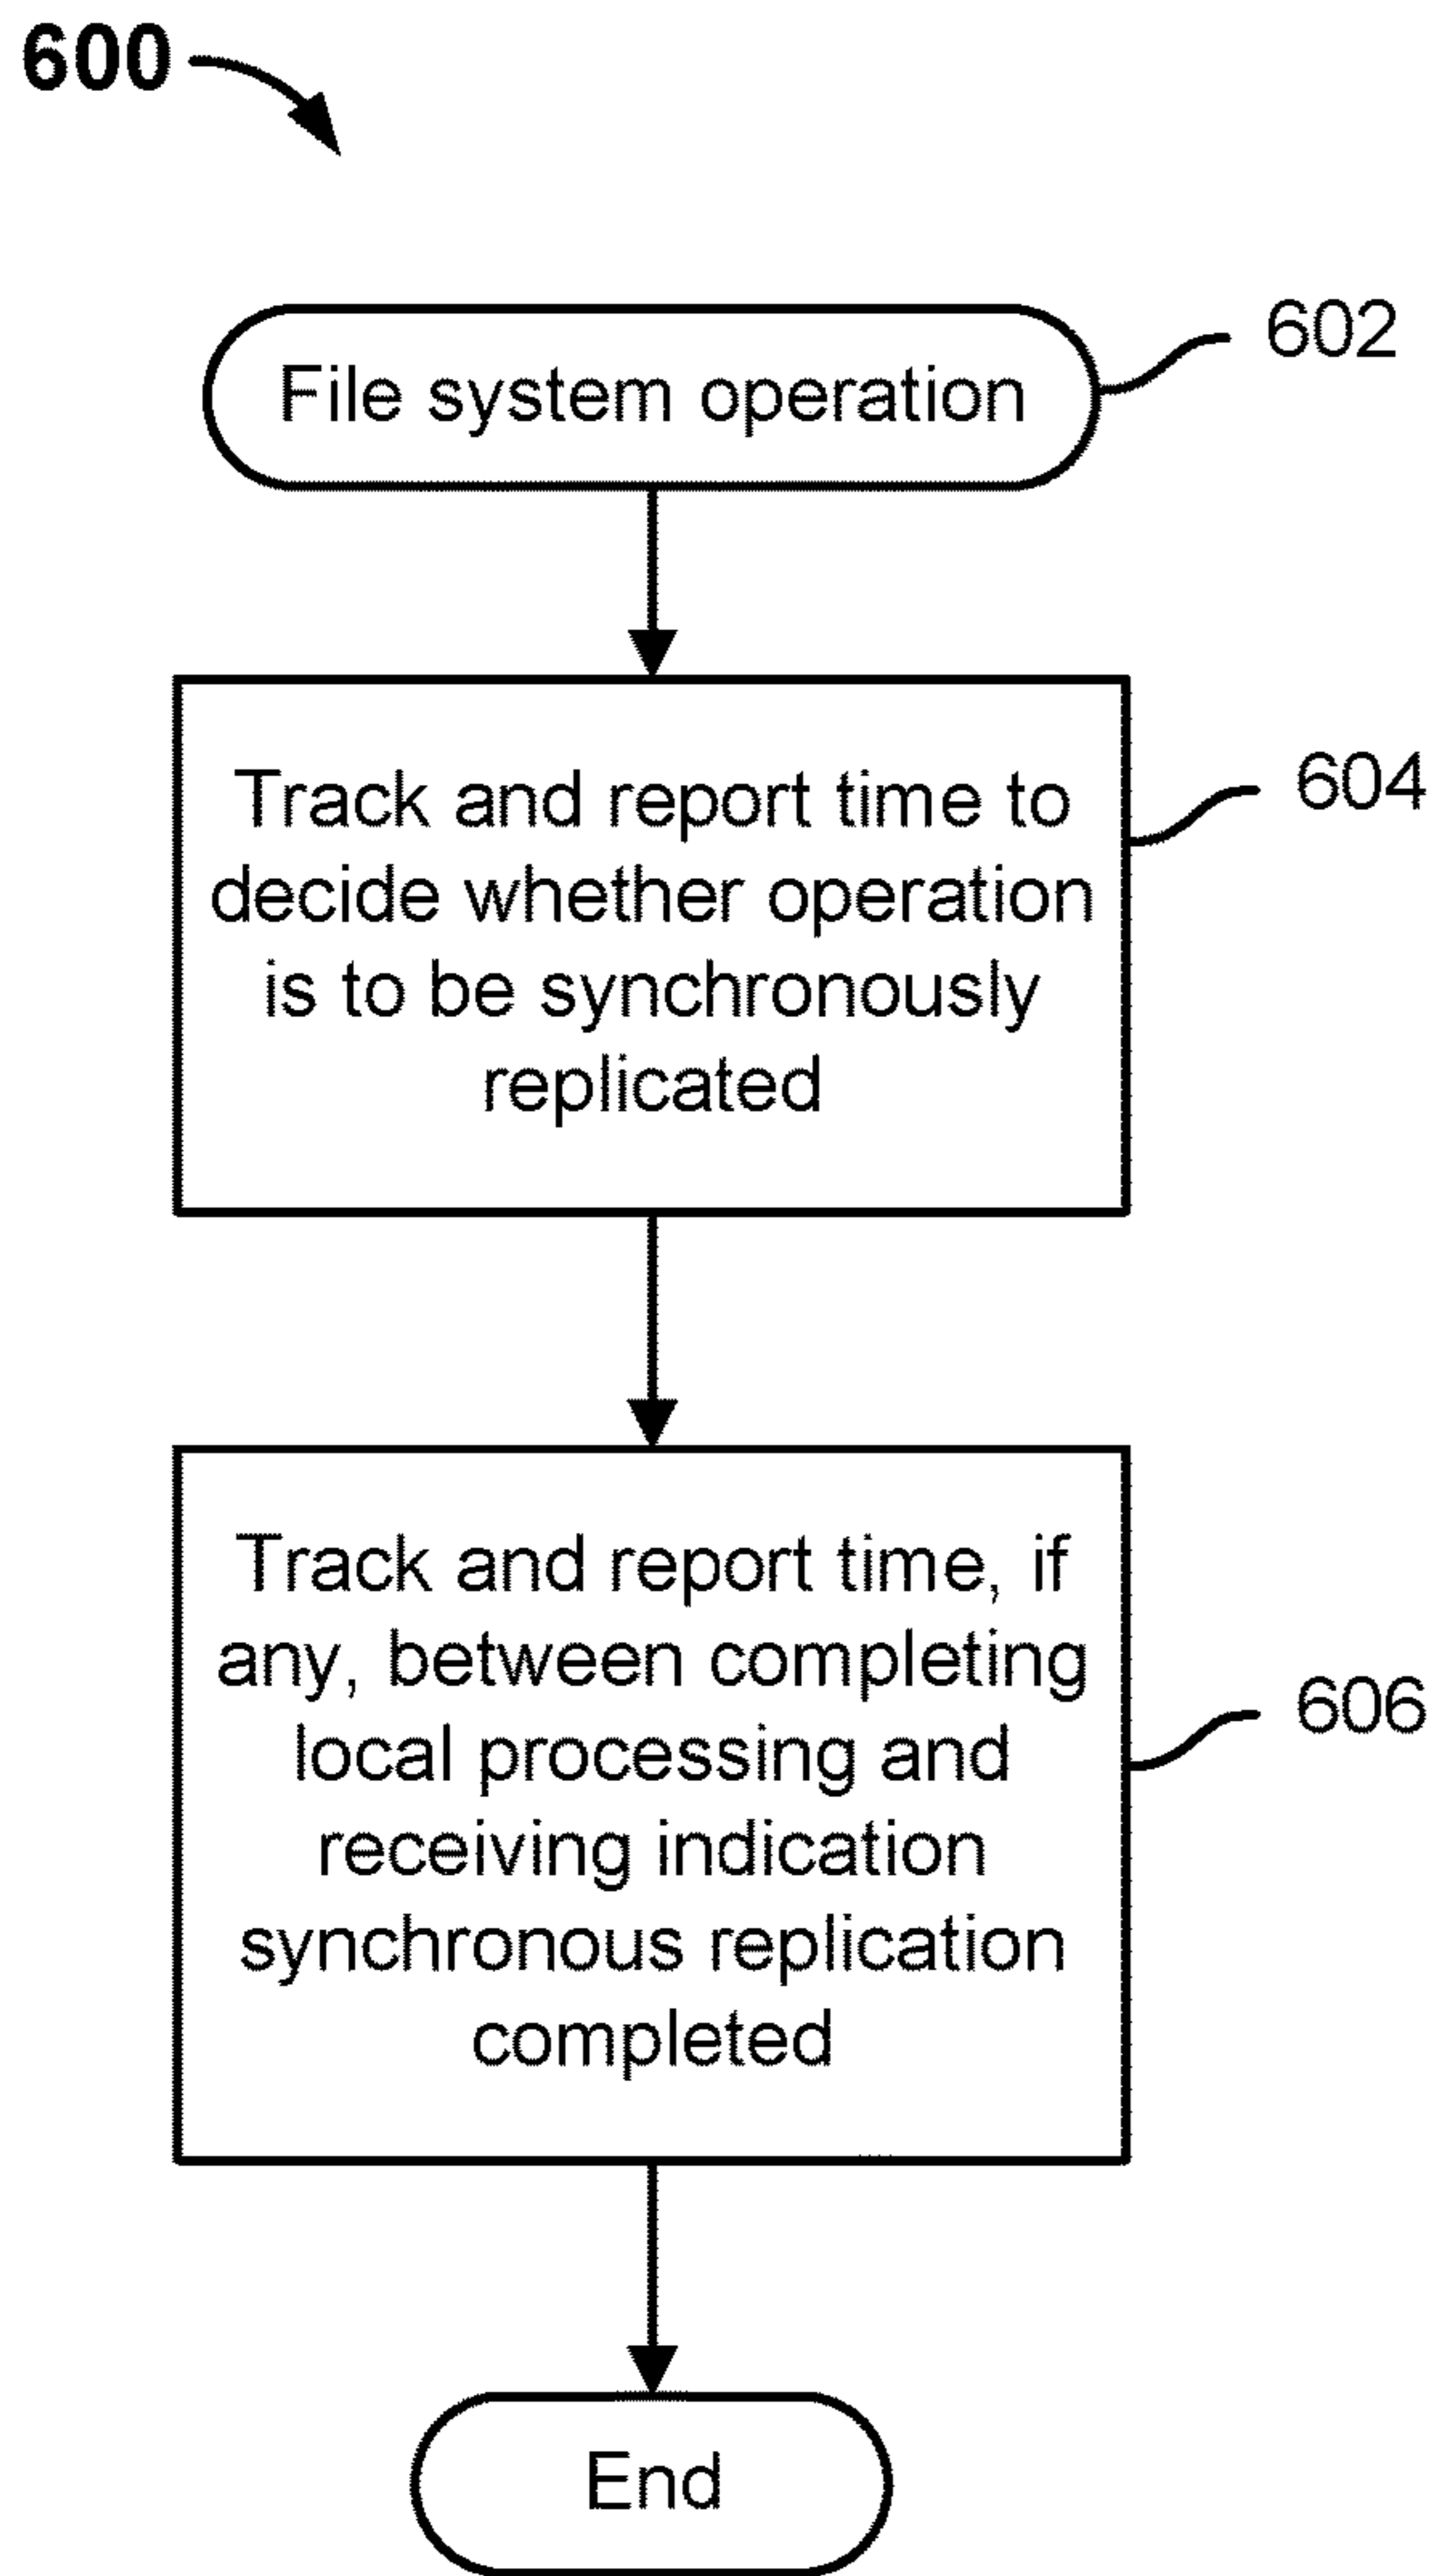 600
File system operation
602
Track and report time to
decide whether operation
is to be synchronously
replicated
604
Track and report time, if
any, between completing
local processing and
receiving indication
synchronous replication
completed
606
End